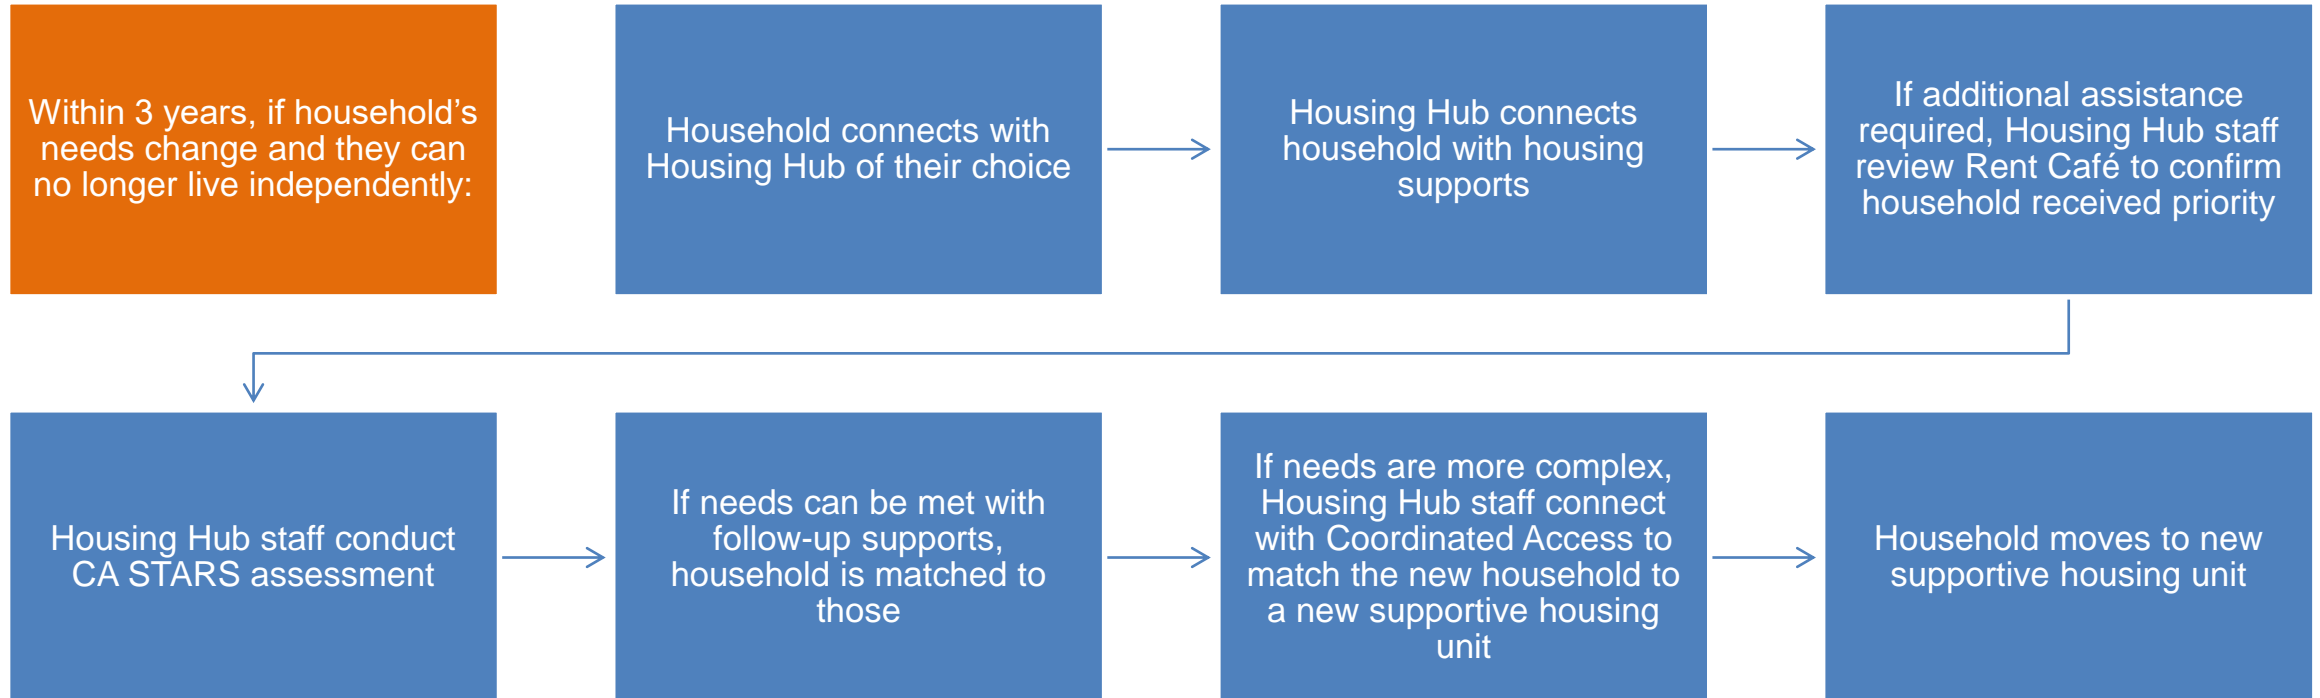 Within 3 years, if household’s
needs change and they can
no longer live independently:
Household connects with
Housing Hub of their choice
Housing Hub connects
household with housing
supports
If additional assistance
required, Housing Hub staff
review Rent Café to confirm
household received priority
Housing Hub staff conduct
CA STARS assessment
If needs can be met with
follow-up supports,
household is matched to
those
If needs are more complex,
Housing Hub staff connect
with Coordinated Access to
match the new household to
a new supportive housing
unit
Household moves to new
supportive housing unit